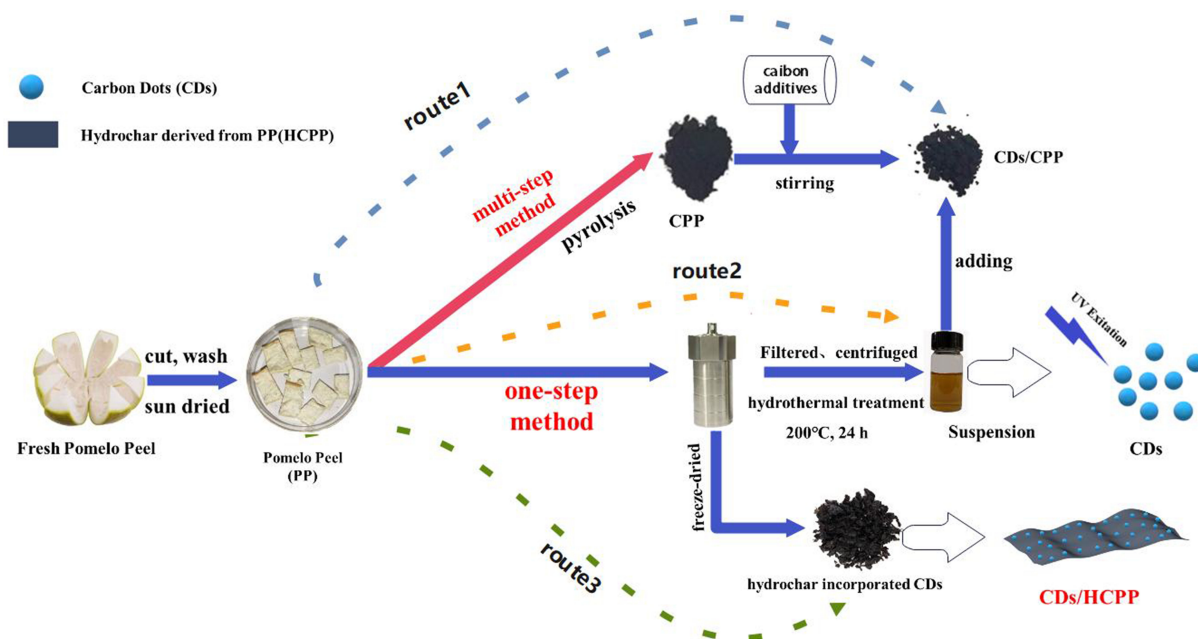 Carbon Dots (CDs)
Hydrochar derived from PP(HCPP)
route1
caibon
additives
multi-step
method
pyrolysis
CPP
stirring
CDs/CPP
adding
route2
UV Exitation
cut, wash
sun dried
Fresh Pomelo Peel
Pomelo Peel
(PP)
one-step
method
Filtered、centrifuged
hydrothermal treatment
200℃, 24 h
Suspension
CDs
freeze-dried
route3
hydrochar incorporated CDs
CDs/HCPP